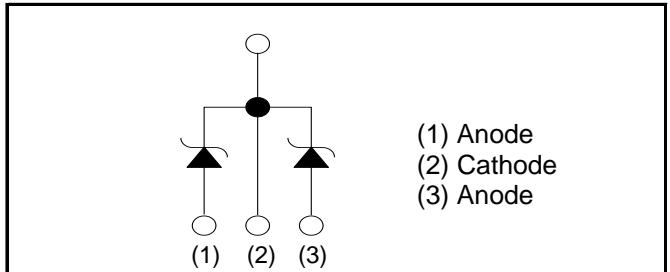 (1) Anode
(2) Cathode
(3) Anode
(1) (2) (3)